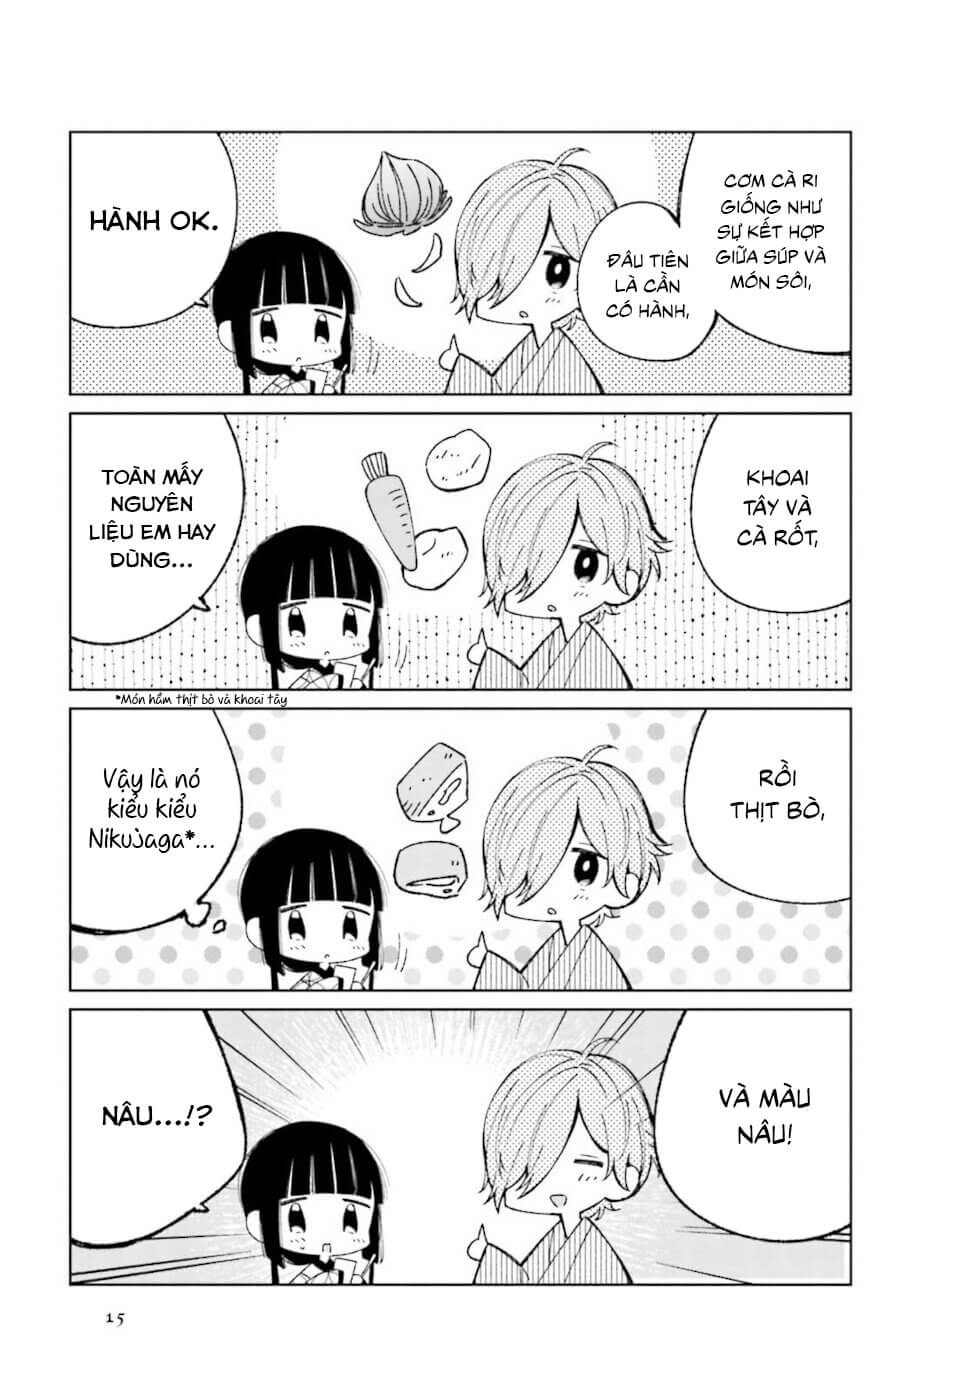 CƠM CÀ RI
GIỐNG NHƯ
SỰ KẾT HỢP
GIỮA SÚP VÀ
MÓN SÔI,
ĐẦU TIÊN
LÀ CẦN
CÓ HÀNH,
HÀNH OK.
KHOAI
TÂY VÀ
CÀ RỐT,
TOÀN MẤY
NGUYÊN
LIỆU EM HAY
DÙNG...
*Món hầm thịt bò và khoai tây
RỒI
THỊT BÒ,
Vậy là nó
kiểu kiểu
Nikujaga*...
VÀ MÀU
NÂU!
NÂU...!?
15